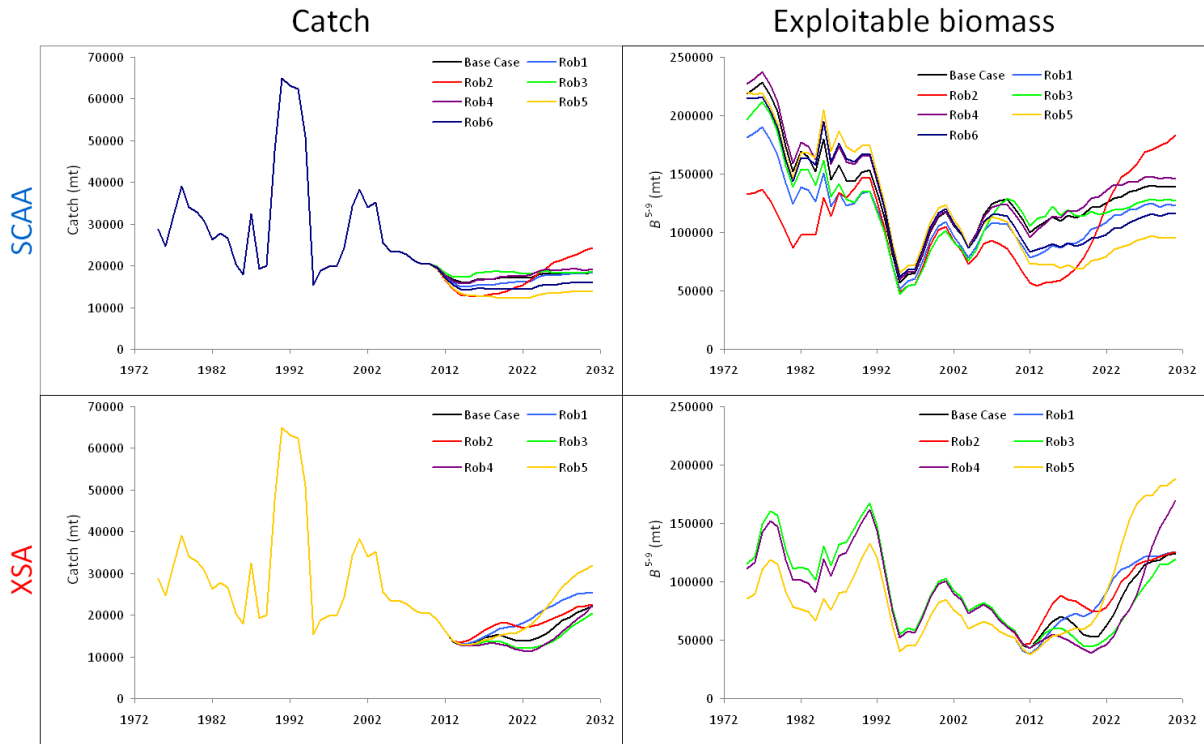 Catch
Exploitable biomass
SCAA
Catch (mt)
70000
60000
50000
40000
30000
20000
10000
0
1972
1982
1992
2002
2012
2022
2032
Base Case
Rob1
Rob2
Rob3
Rob4
Rob5
Rob6
B 5-9 (mt)
250000
200000
150000
100000
50000
0
1972
1982
1992
2002
2012
2022
2032
Base Case
Rob1
Rob2
Rob3
Rob4
Rob5
Rob6
XSA
Catch (mt)
70000
60000
50000
40000
30000
20000
10000
0
1972
1982
1992
2002
2012
2022
2032
Base Case
Rob1
Rob2
Rob3
Rob4
Rob5
B 5-9 (mt)
250000
200000
150000
100000
50000
0
1972
1982
1992
2002
2012
2022
2032
Base Case
Rob1
Rob2
Rob3
Rob4
Rob5